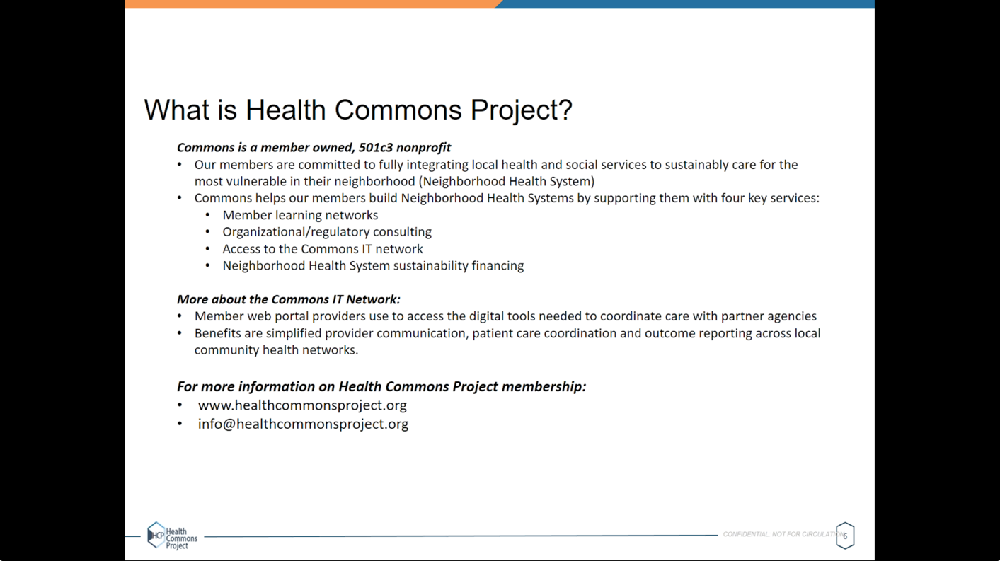 What is Health Commons Project?
Commons is a member owned, 501c3 nonprofit
• Our members are committed to fully integrating local health and social services to sustainably care for the
most vulnerable in their neighborhood (Neighborhood Health System)
• Commons helps our members build Neighborhood Health Systems by supporting them with four key services:
• Member learning networks
• Organizational/regulatory consulting
• Access to the Commons IT network
• Neighborhood Health System sustainability financing
More about the Commons IT Network:
• Member web portal providers use to access the digital tools needed to coordinate care with partner agencies
• Benefits are simplified provider communication, patient care coordination and outcome reporting across local
community health networks.
For more information on Health Commons Project membership:
• www.healthcommonsproject.org
• info@healthcommonsproject.org
HCP Health
Commons
Project
CONFIDENTIAL: NOT FOR CIRCULATION
6